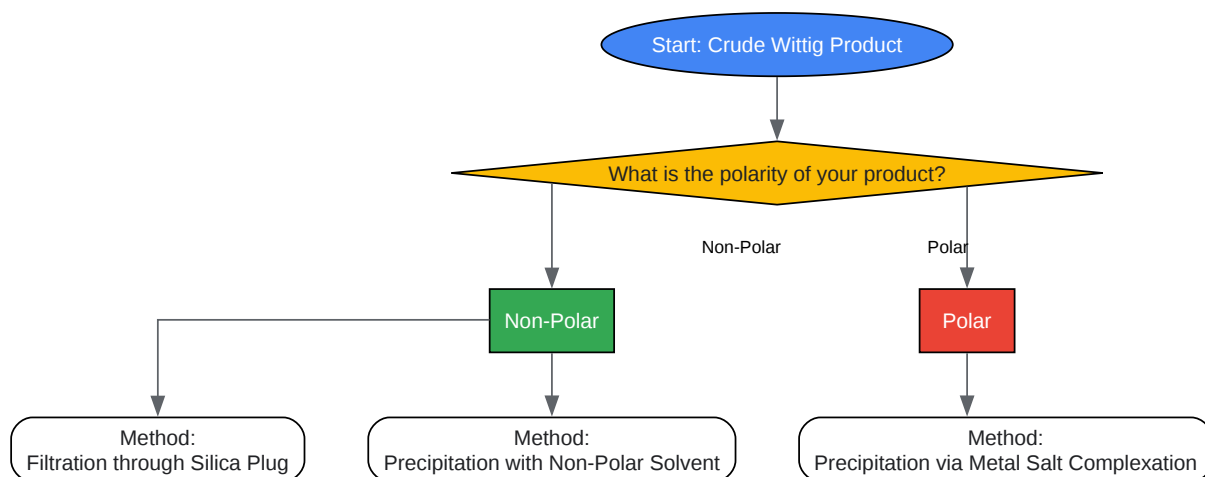 Start: Crude Wittig Product
What is the polarity of your product?
Non-Polar
Polar
Non-Polar
Polar
Method:
Filtration through Silica Plug
Method:
Precipitation with Non-Polar Solvent
Method:
Precipitation via Metal Salt Complexation